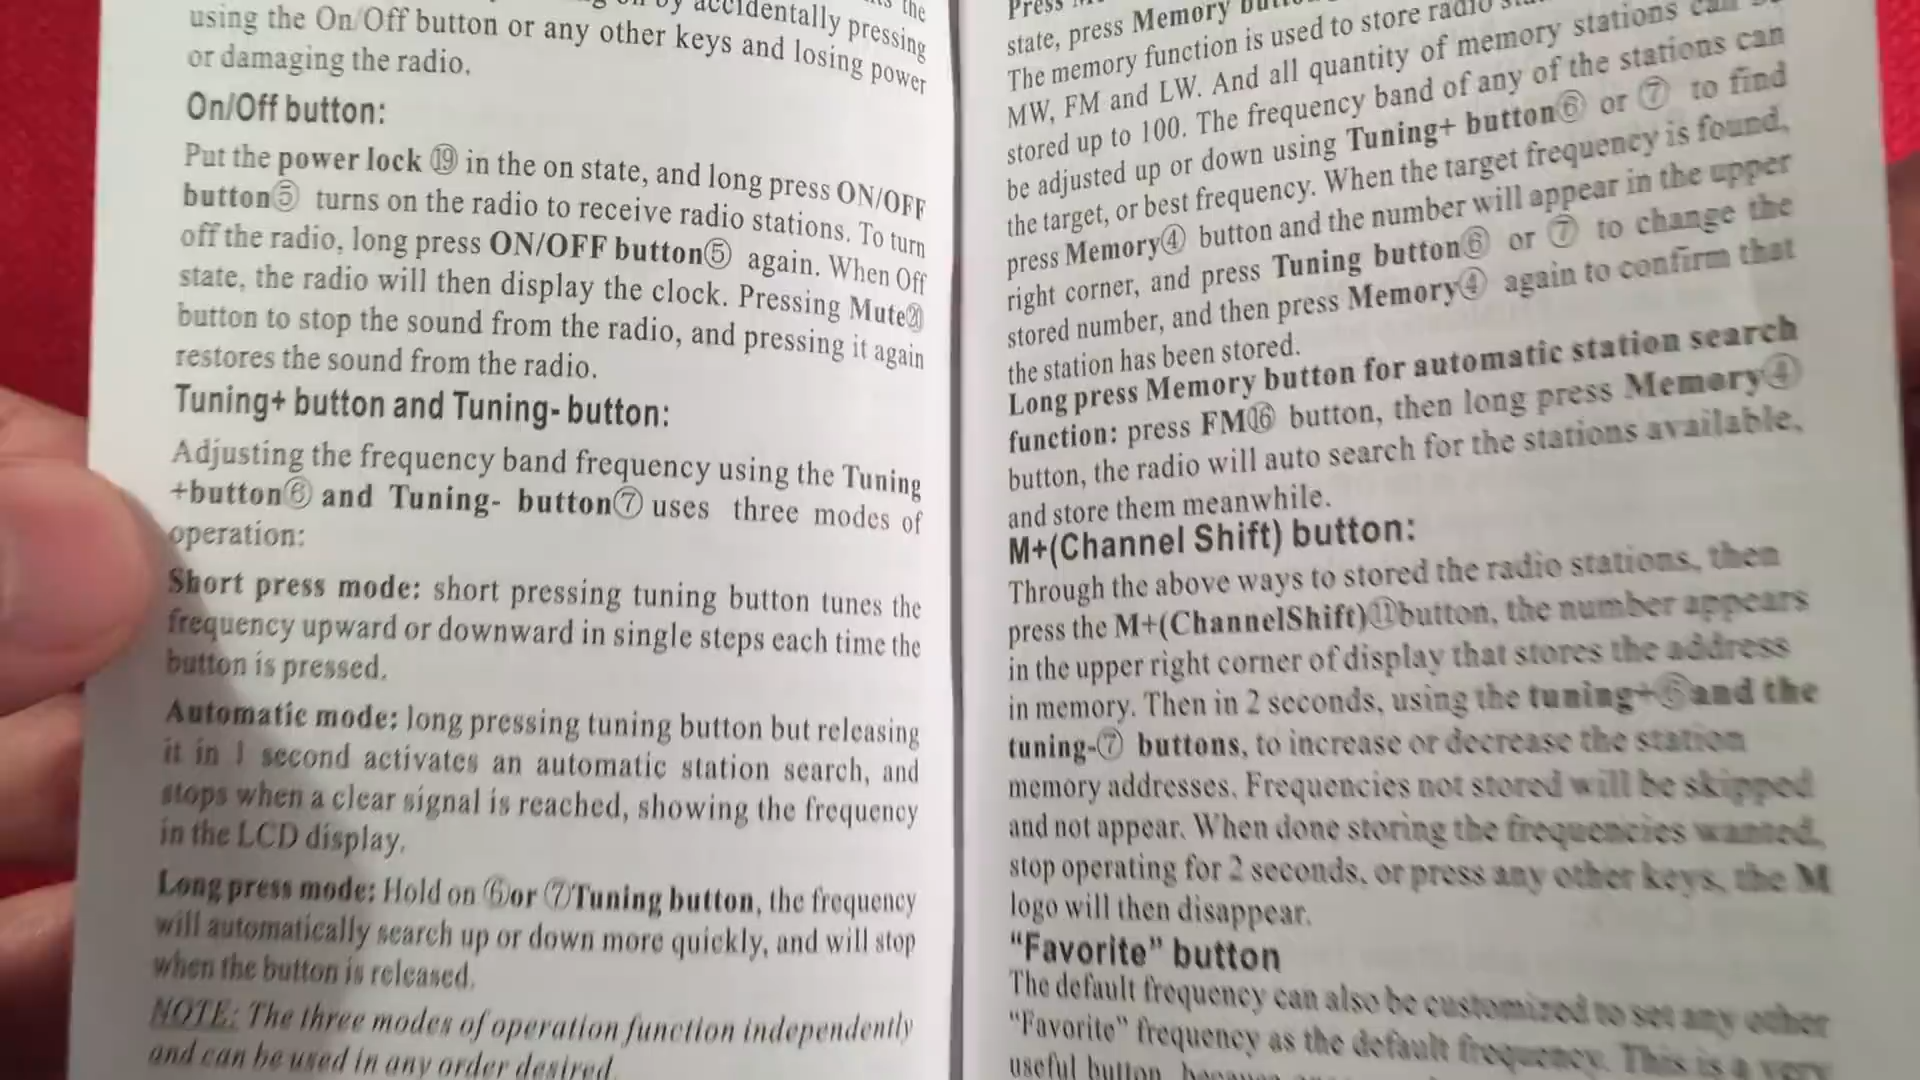 accidentally pressing
using the On/Off button or any other keys and losing power
or damaging the radio.
On/Off button:
Put the power lock ⑲ in the on state, and long press ON/OFF
button⑤ turns on the radio to receive radio stations. To turn
off the radio, long press ON/OFF button⑤ again. When Off
state, the radio will then display the clock. Pressing Mute⑳
button to stop the sound from the radio, and pressing it again
restores the sound from the radio.
Tuning+ button and Tuning- button:
Adjusting the frequency band frequency using the Tuning
+button⑥ and Tuning- button⑦ uses three modes of
operation:
Short press mode: short pressing tuning button tunes the
frequency upward or downward in single steps each time the
button is pressed.
Automatic mode: long pressing tuning button but releasing
it in 1 second activates an automatic station search, and
stops when a clear signal is reached, showing the frequency
in the LCD display.
Long press mode: Hold on ⑥or ⑦Tuning button, the frequency
will automatically search up or down more quickly, and will stop
when the button is released.
NOTE: The three modes of operation function independently
and can be used in any order desired.
Press
state, press Memory
The memory function is used to store radio
MW, FM and LW. And all quantity of memory stations can
stored up to 100. The frequency band of any of the stations can
be adjusted up or down using Tuning+ button⑥ or ⑦ to find
the target, or best frequency. When the target frequency is found,
press Memory④ button and the number will appear in the upper
right corner, and press Tuning button⑥ or ⑦ to change the
stored number, and then press Memory④ again to confirm that
the station has been stored.
Long press Memory button for automatic station search
function: press FM⑯ button, then long press Memory④
button, the radio will auto search for the stations available,
and store them meanwhile.
M+(Channel Shift) button:
Through the above ways to stored the radio stations, then
press the M+(ChannelShift)⑪button, the number appears
in the upper right corner of display that stores the address
in memory. Then in 2 seconds, using the tuning+⑥and the
tuning-⑦ buttons, to increase or decrease the station
memory addresses. Frequencies not stored will be skipped
and not appear. When done storing the frequencies wanted,
stop operating for 2 seconds, or press any other keys, the M
logo will then disappear.
“Favorite” button
The default frequency can also be customized to set any other
“Favorite” frequency as the default frequency. This is a very
useful button, because